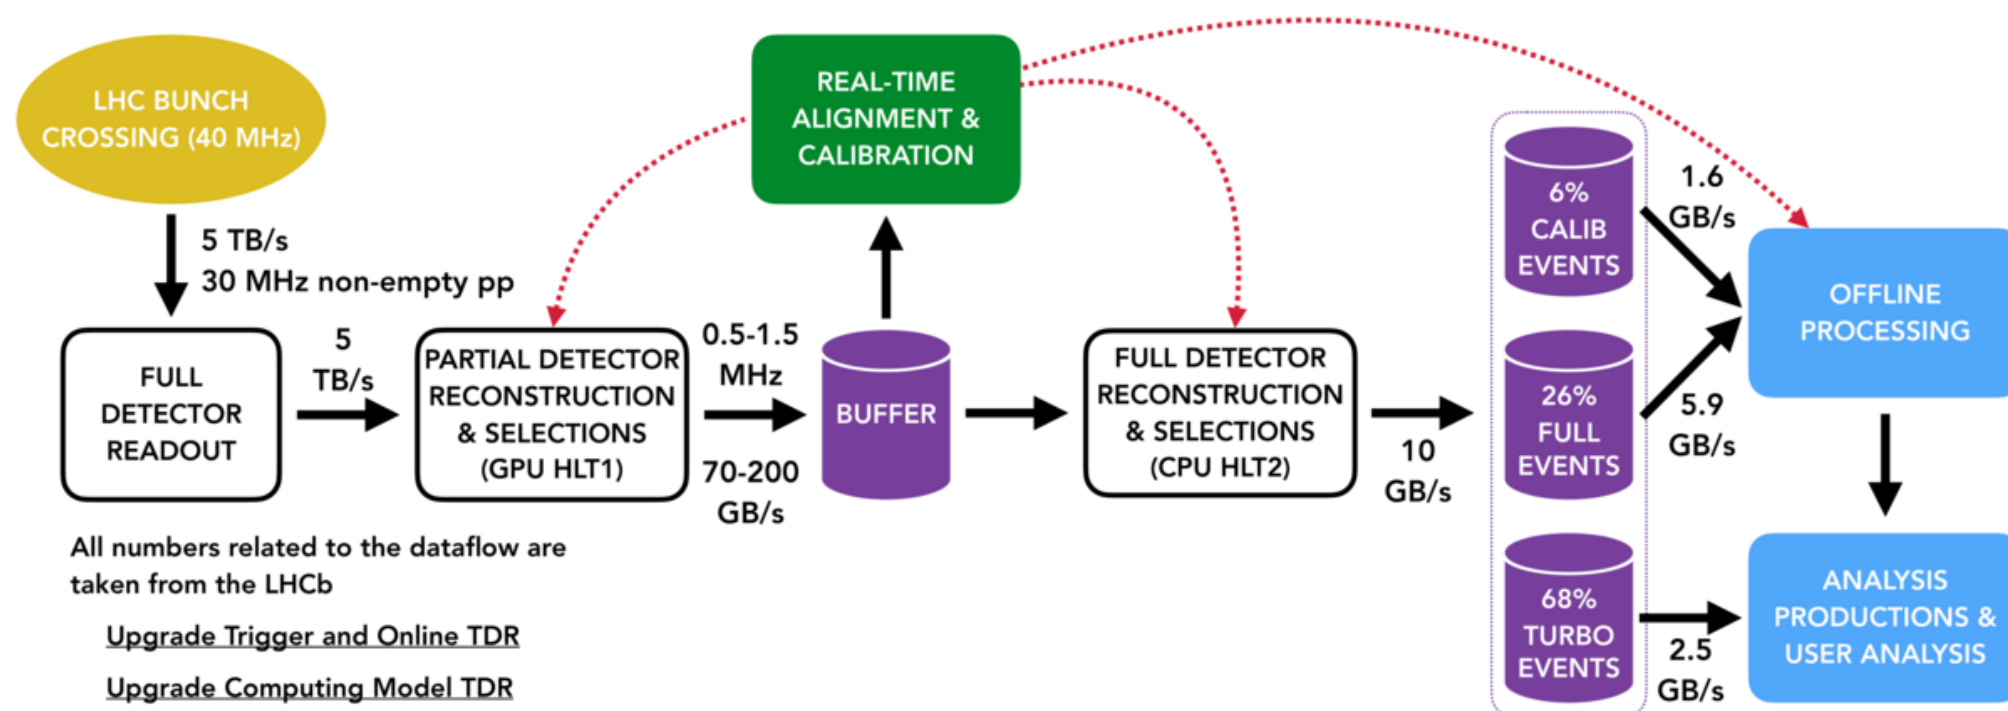 LHC BUNCH
CROSSING (40 MHz)
5 TB/s
30 MHz non-empty pp
FULL
DETECTOR
READOUT
5
TB/s
PARTIAL DETECTOR
RECONSTRUCTION
& SELECTIONS
(GPU HLT1)
0.5-1.5
MHz
70-200
GB/s
BUFFER
REAL-TIME
ALIGNMENT &
CALIBRATION
FULL DETECTOR
RECONSTRUCTION
& SELECTIONS
(CPU HLT2)
10
GB/s
6%
CALIB
EVENTS
26%
FULL
EVENTS
68%
TURBO
EVENTS
1.6
GB/s
5.9
GB/s
2.5
GB/s
OFFLINE
PROCESSING
ANALYSIS
PRODUCTIONS &
USER ANALYSIS
All numbers related to the dataflow are
taken from the LHCb
Upgrade Trigger and Online TDR
Upgrade Computing Model TDR